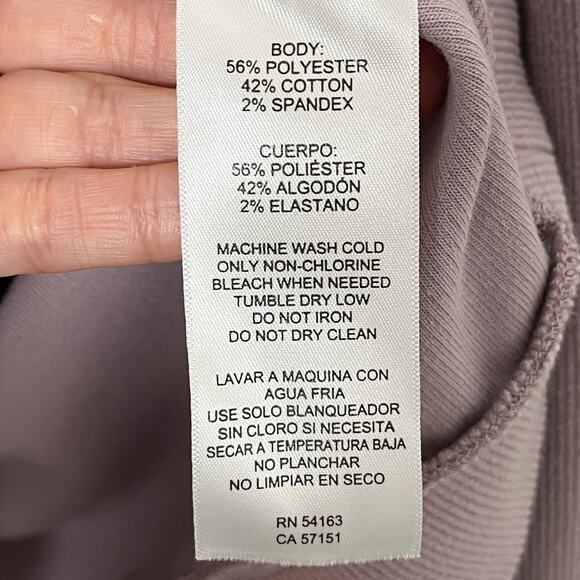 BODY:
56% POLYESTER
42% COTTON
2% SPANDEX
CUERPO:
56% POLIÉSTER
42% ALGODÓN
2% ELASTANO
MACHINE WASH COLD
ONLY NON-CHLORINE
BLEACH WHEN NEEDED
TUMBLE DRY LOW
DO NOT IRON
DO NOT DRY CLEAN
LAVAR A MAQUINA CON
AGUA FRIA
USE SOLO BLANQUEADOR
SIN CLORO SI NECESITA
SECAR A TEMPERATURA BAJA
NO PLANCHAR
NO LIMPIAR EN SECO
RN 54163
CA 57151